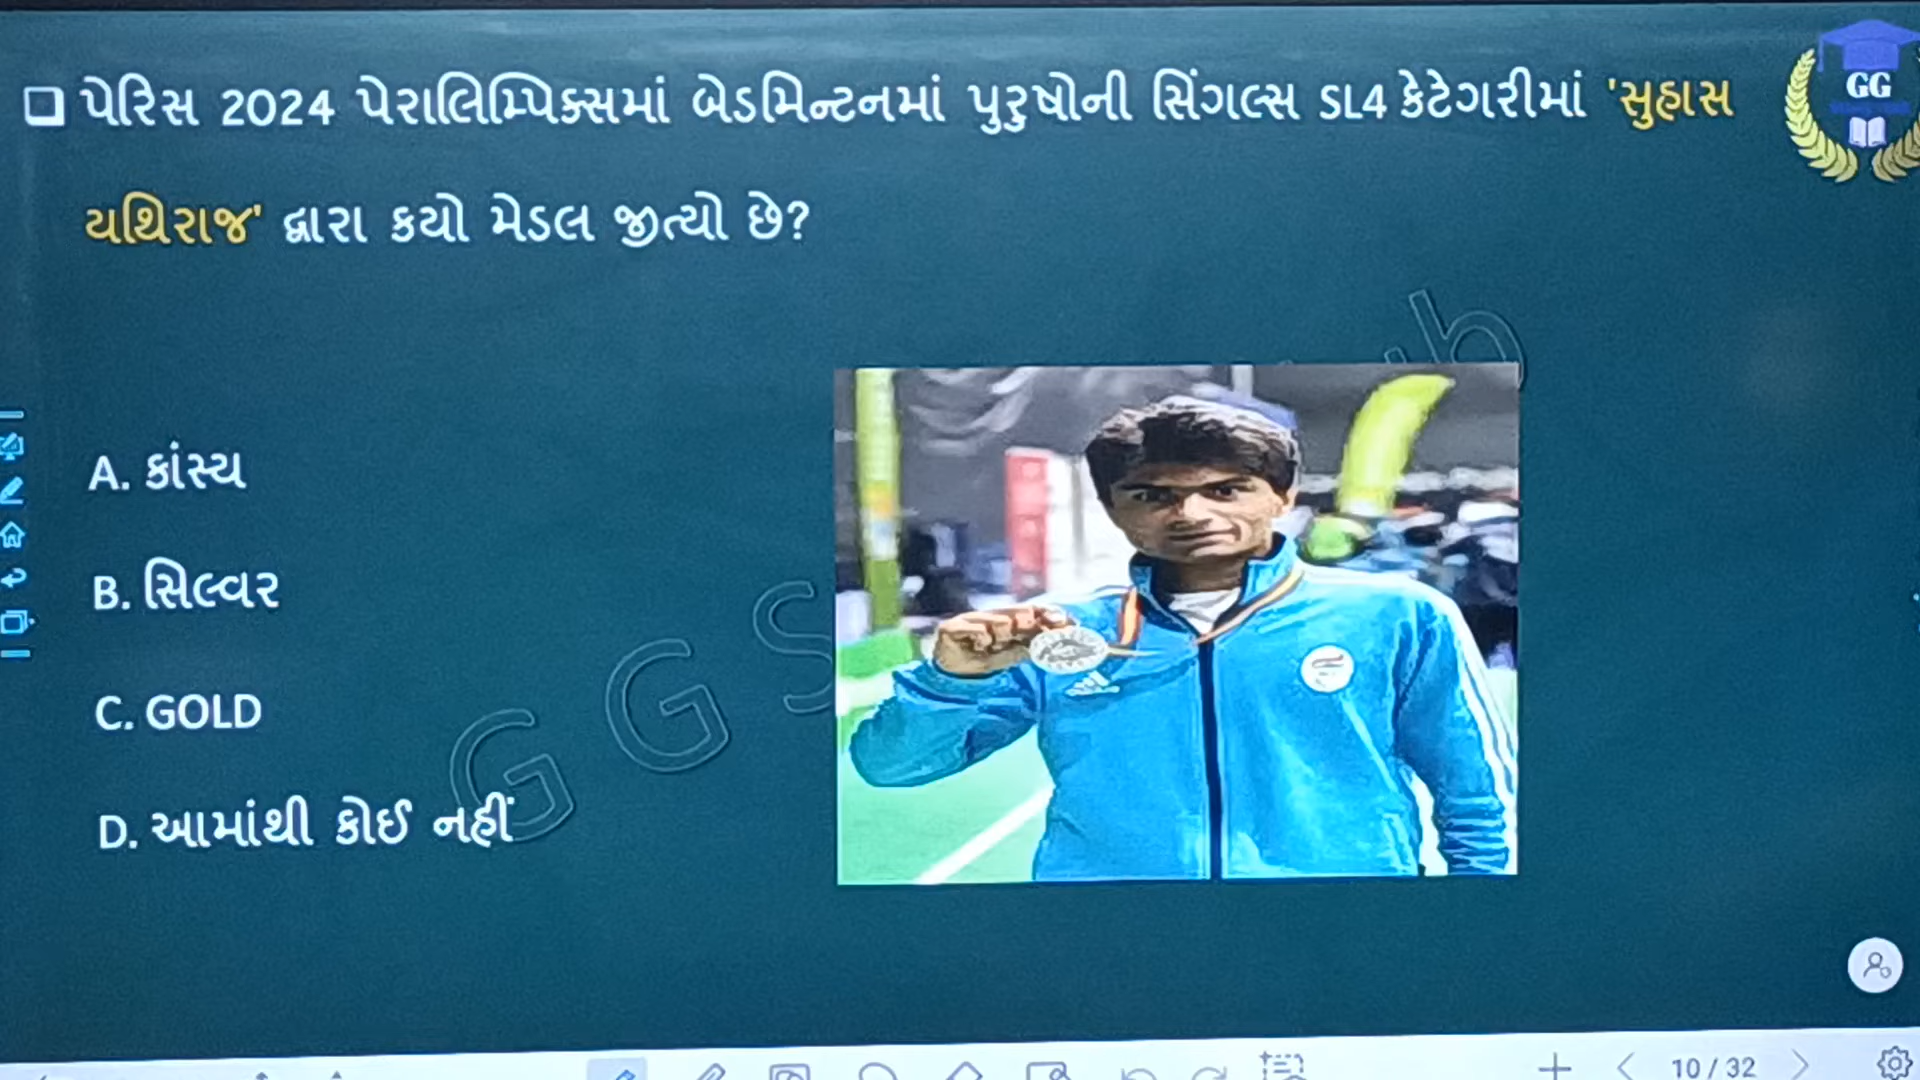 ❑ પેરિસ 2024 પેરાલિમ્પિક્સમાં બેડમિન્ટનમાં પુરુષોની સિંગલ્સ SL4 કેટેગરીમાં 'સુહાસ
યથિરાજ' દ્વારા કયો મેડલ જીત્યો છે?
GG
A. કાંસ્ય
B. સિલ્વર
C. GOLD
D. આમાંથી કોઈ નહીં
G G S
10 / 32